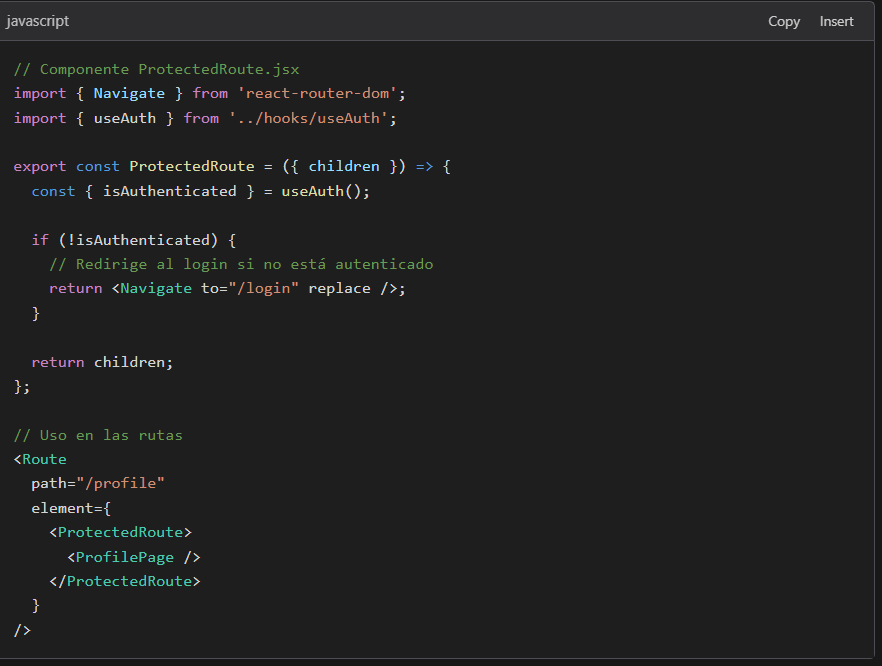 javascript
Copy Insert
// Componente ProtectedRoute.jsx
import { Navigate } from 'react-router-dom';
import { useAuth } from '../hooks/useAuth';
export const ProtectedRoute = ({ children }) => {
  const { isAuthenticated } = useAuth();
  if (!isAuthenticated) {
    // Redirige al login si no está autenticado
    return <Navigate to="/login" replace />;
  }
  return children;
};
// Uso en las rutas
<Route
  path="/profile"
  element={
    <ProtectedRoute>
      <ProfilePage />
    </ProtectedRoute>
  }
/>